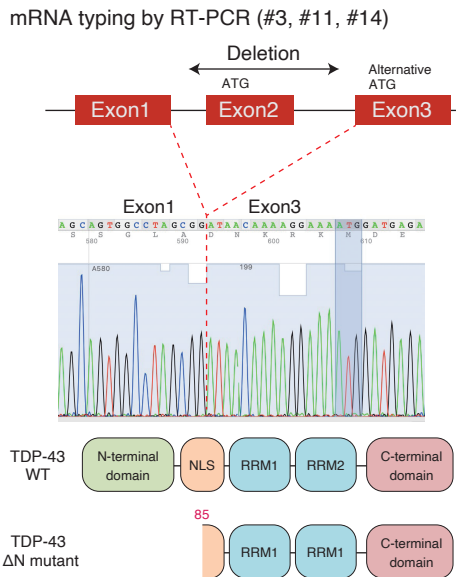 mRNA typing by RT-PCR (#3, #11, #14)
Deletion
ATG
Alternative
ATG
Exon1
Exon2
Exon3
Exon1
Exon3
AGCAGTGGCCTAGCGGATAACAAAAGGAAAATGGATGAGA
S S G L A D N K R K M D E
580 590 600 610
A580 199
TDP-43
WT
N-terminal
domain
NLS
RRM1
RRM2
C-terminal
domain
85
TDP-43
ΔN mutant
RRM1
RRM1
C-terminal
domain